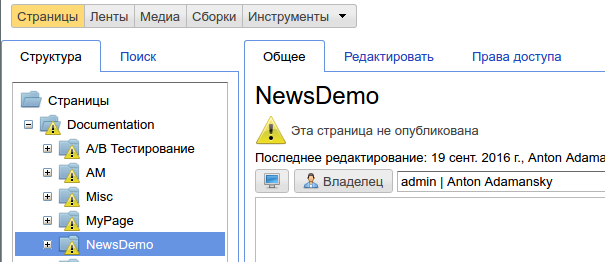 Страницы Ленты Медиа Сборки Инструменты
Структура Поиск
Страницы
Documentation
A/B Тестирование
AM
Misc
MyPage
NewsDemo
Общее Редактировать Права доступа
NewsDemo
Эта страница не опубликована
Последнее редактирование: 19 сент. 2016 г., Anton Adama
Владелец admin | Anton Adamansky